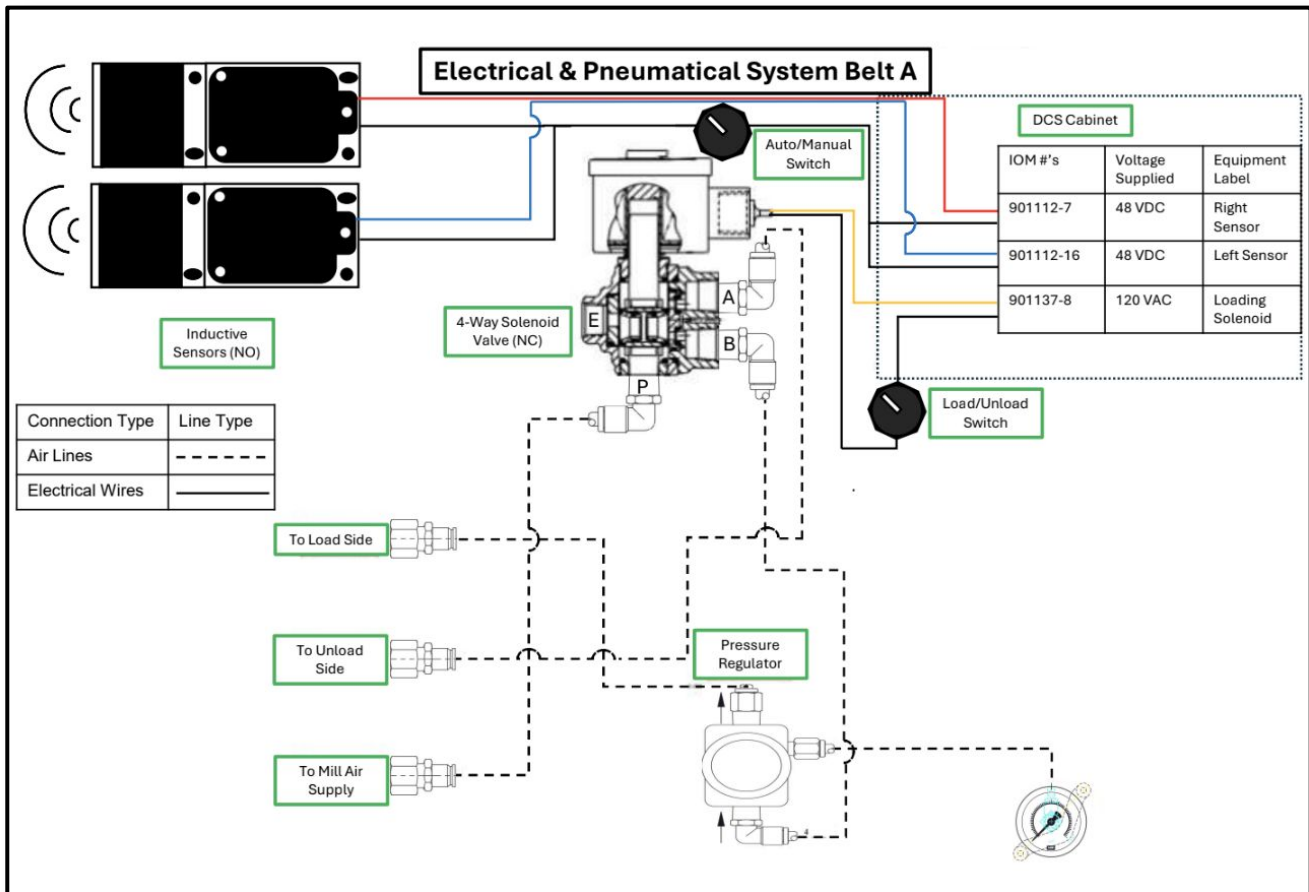 Electrical & Pneumatical System Belt A
DCS Cabinet
Auto/Manual
Switch
IOM #'s
Voltage
Supplied
Equipment
Label
901112-7
48 VDC
Right
Sensor
901112-16
48 VDC
Left Sensor
901137-8
120 VAC
Loading
Solenoid
Inductive
Sensors (NO)
4-Way Solenoid
Valve (NC)
E
A
B
P
Load/Unload
Switch
Connection Type
Line Type
Air Lines
Electrical Wires
To Load Side
To Unload
Side
Pressure
Regulator
To Mill Air
Supply
4